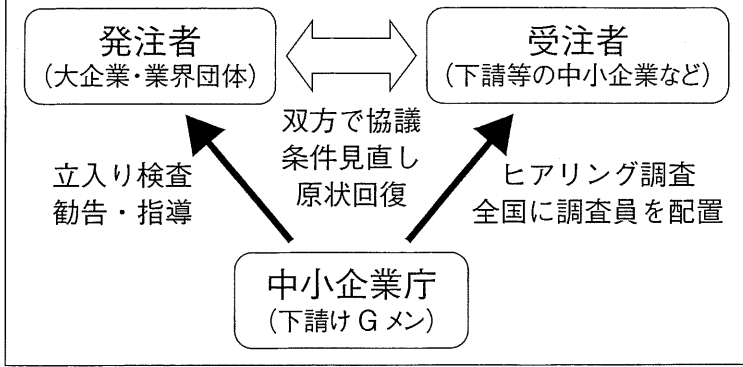 発注者
（大企業・業界団体）
受注者
（下請等の中小企業など）
双方で協議
条件見直し
原状回復
立入り検査
勧告・指導
ヒアリング調査
全国に調査員を配置
中小企業庁
（下請けGメン）